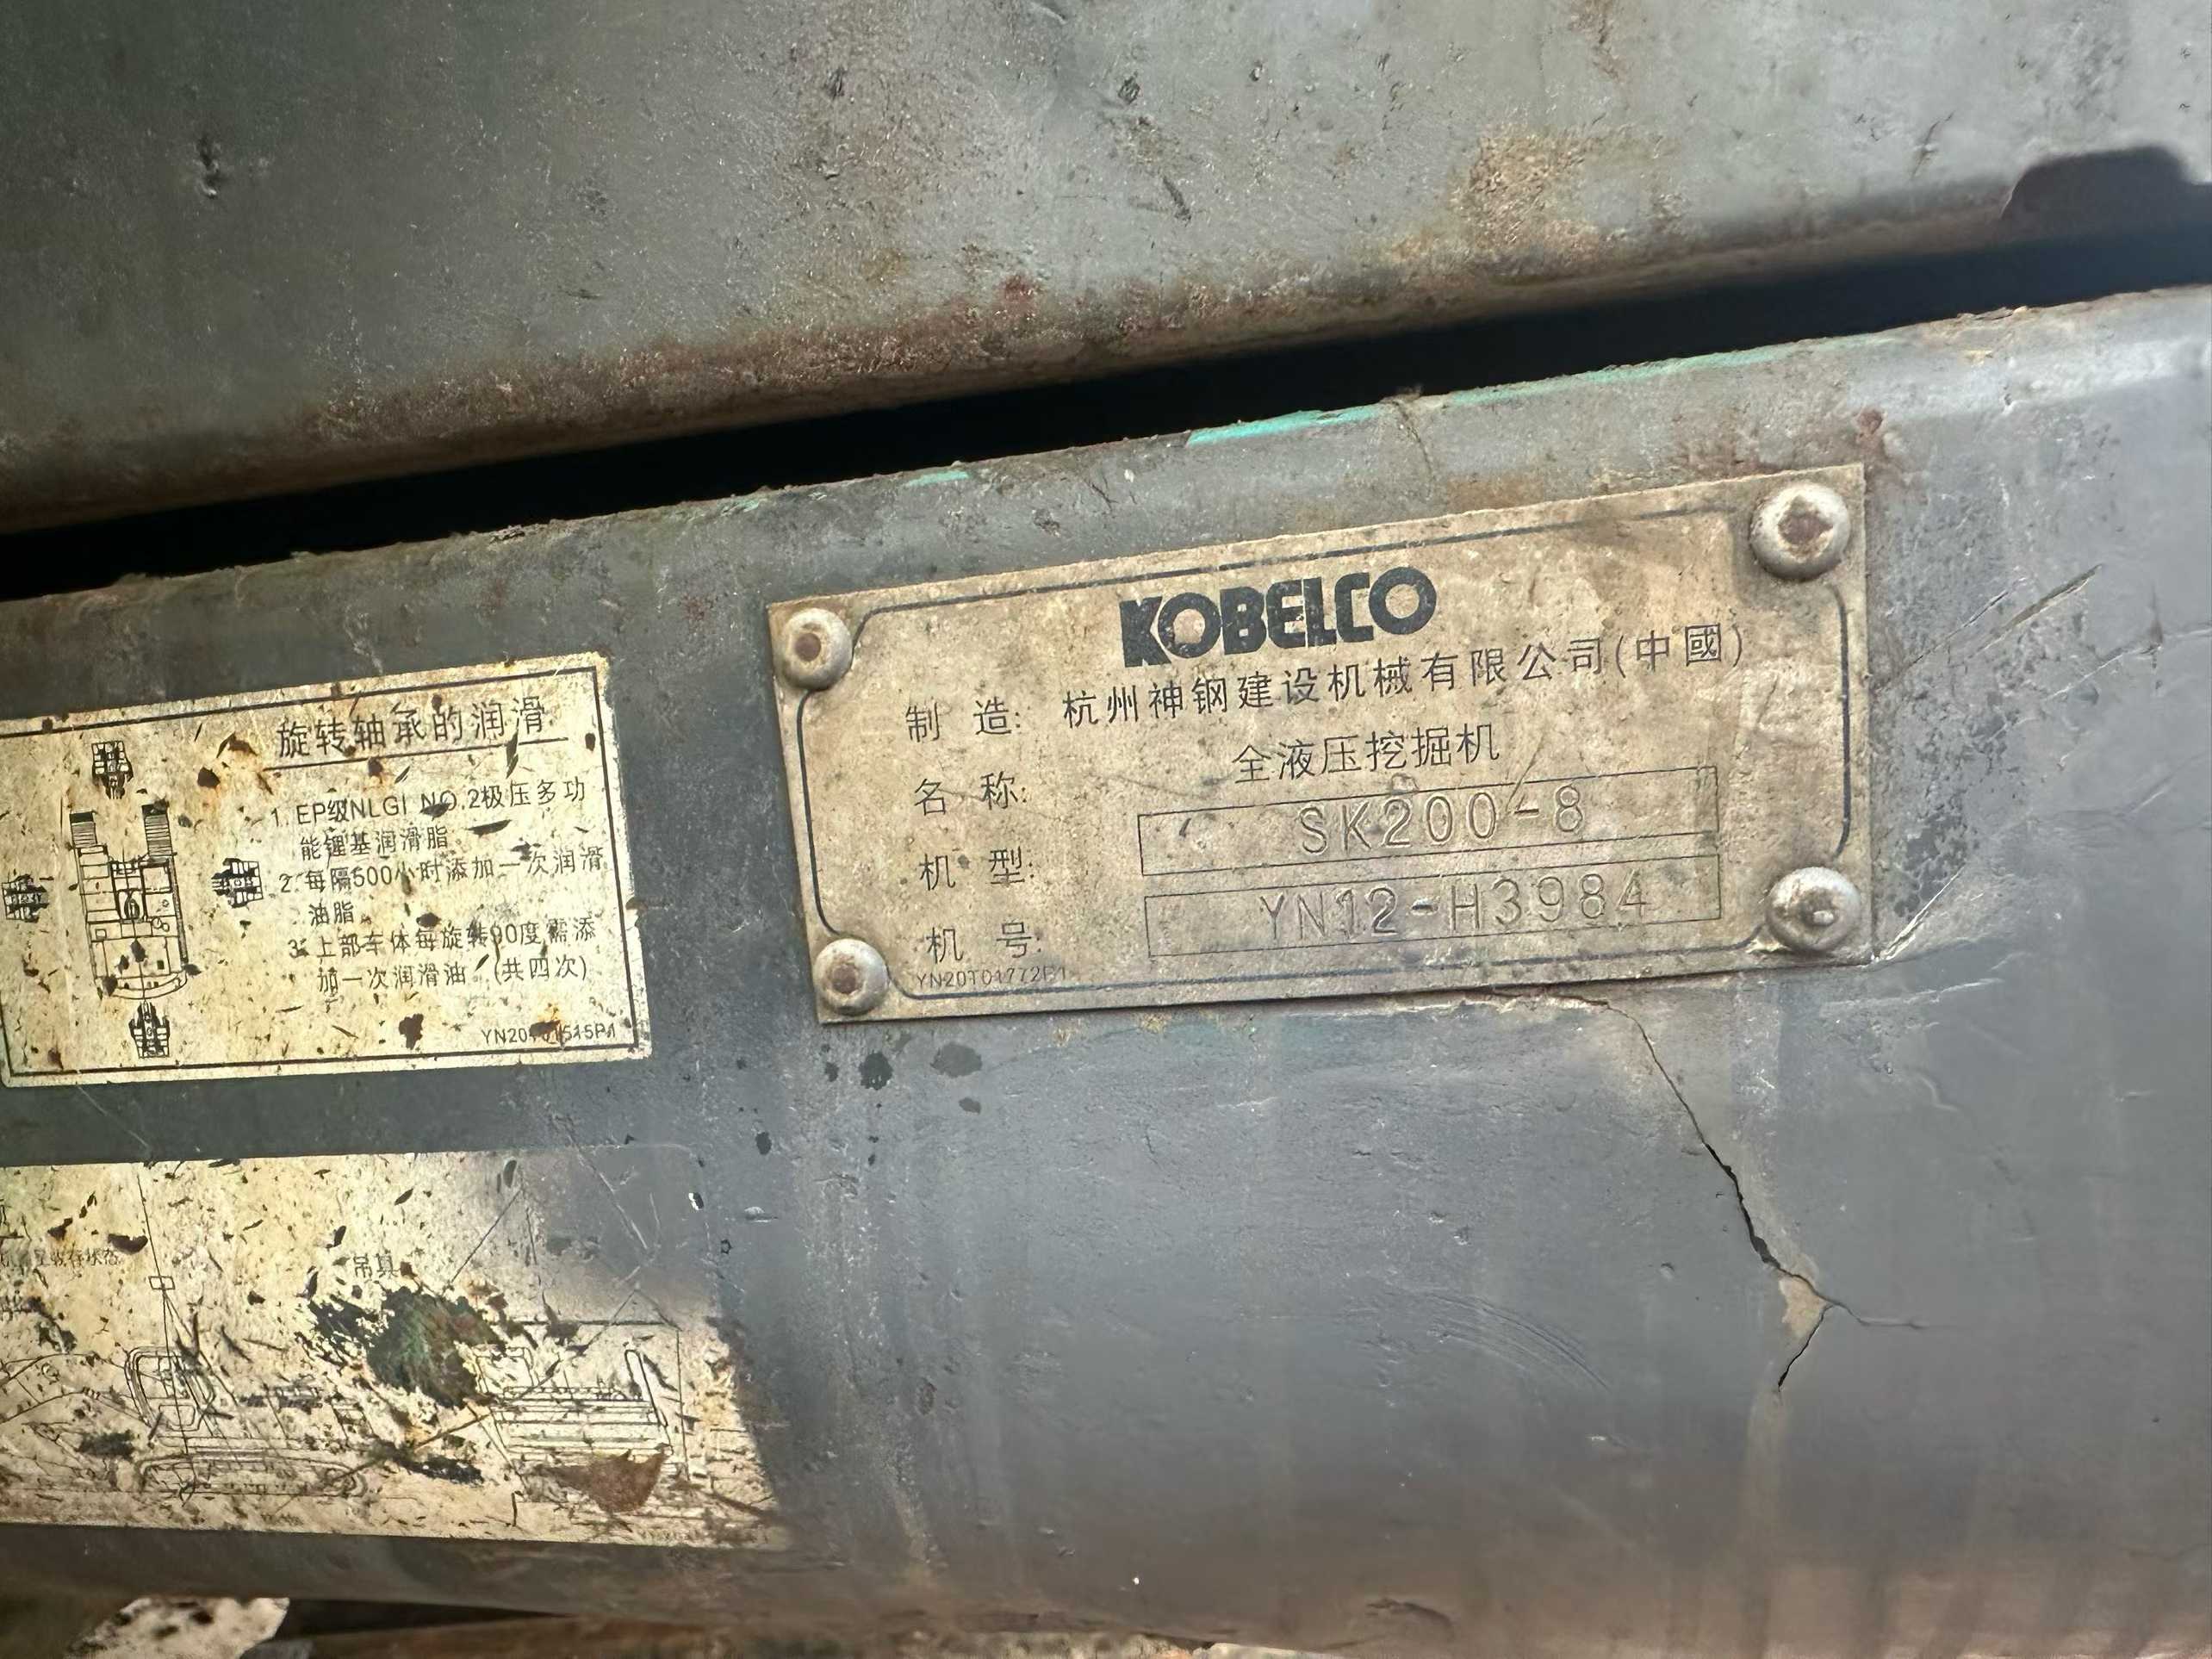 KOBELCO
制 造: 杭州神钢建设机械有限公司(中國)
名 称: 全液压挖掘机
机 型: SK200-8
机 号: YN12-H3984
YN20T01772P1
旋转轴承的润滑
1. EP级NLGI NO.2极压多功
能锂基润滑脂
2. 每隔500小时添加一次润滑
油脂
3. 上部车体每旋转90度需添
加一次润滑油 (共四次)
吊具